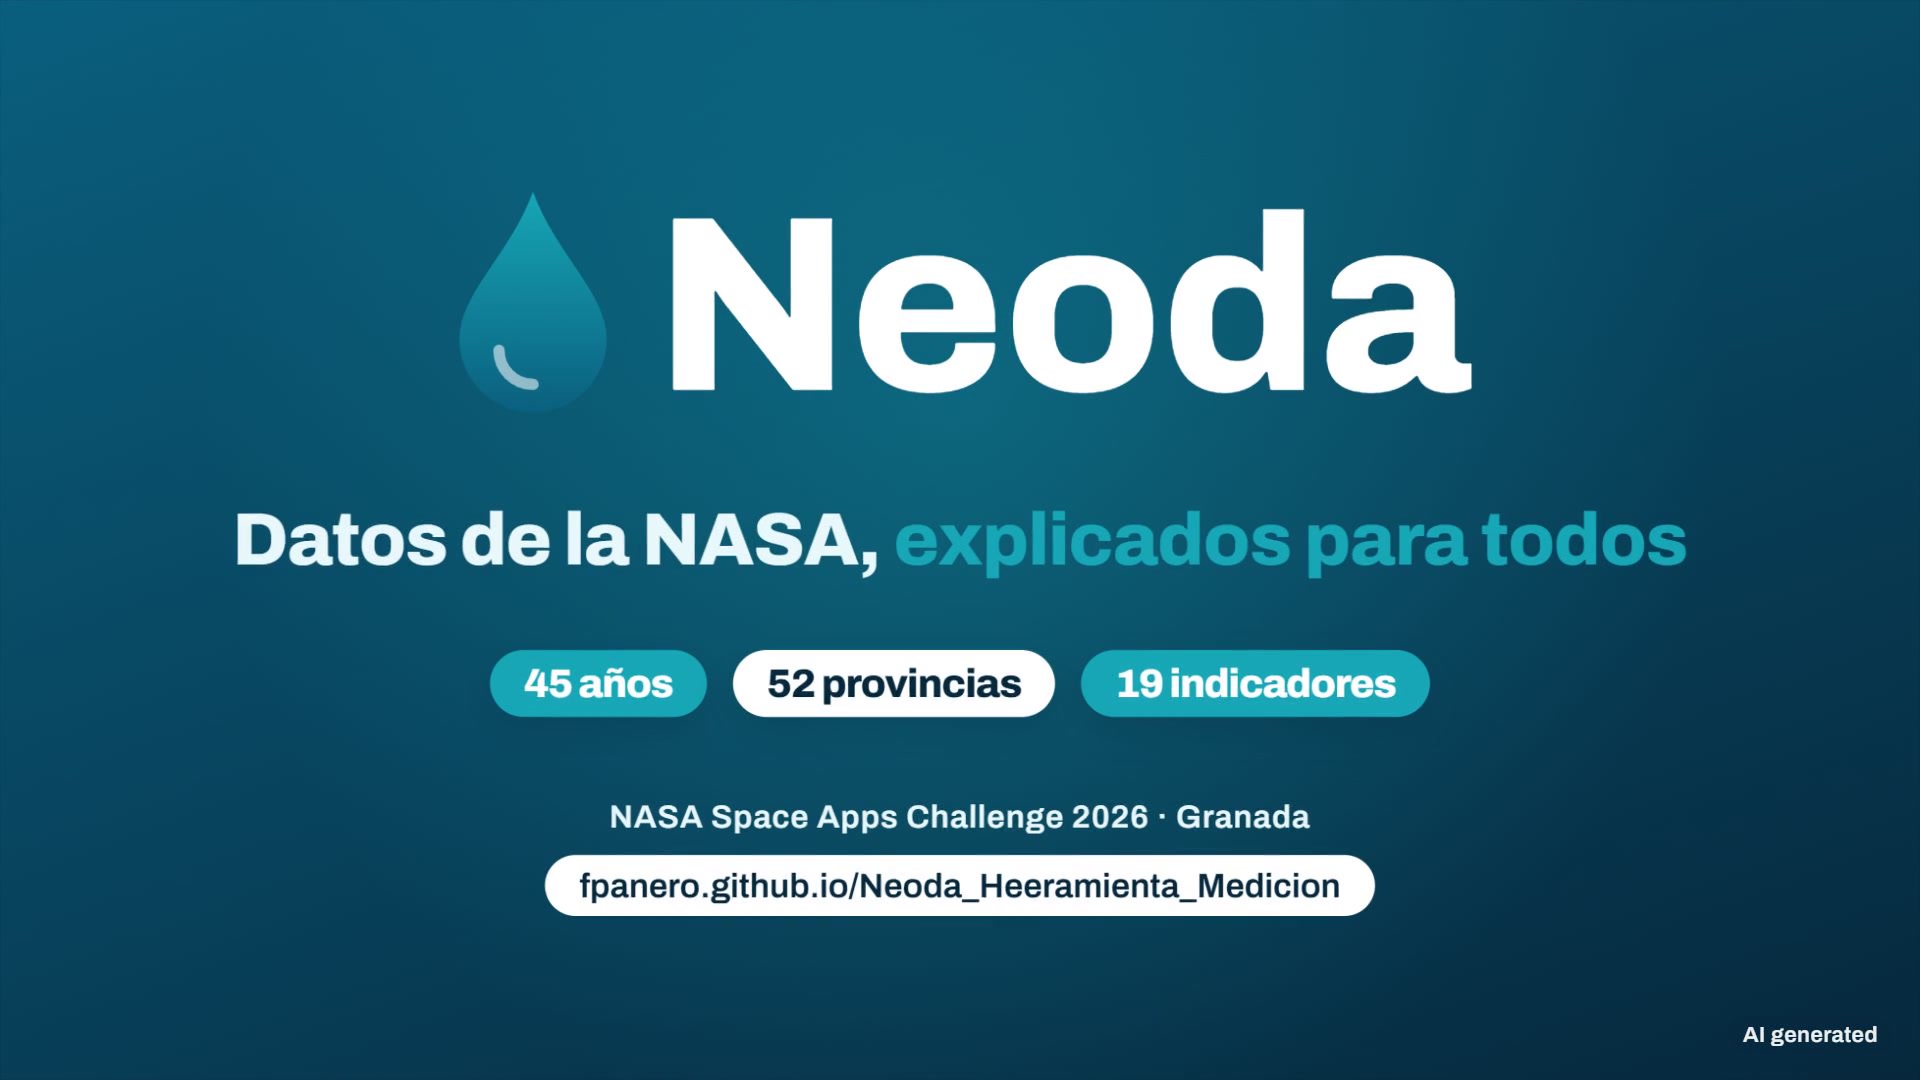 Neoda
Datos de la NASA, explicados para todos
45 años
52 provincias
19 indicadores
NASA Space Apps Challenge 2026 · Granada
fpanero.github.io/Neoda_Heeramienta_Medicion
AI generated